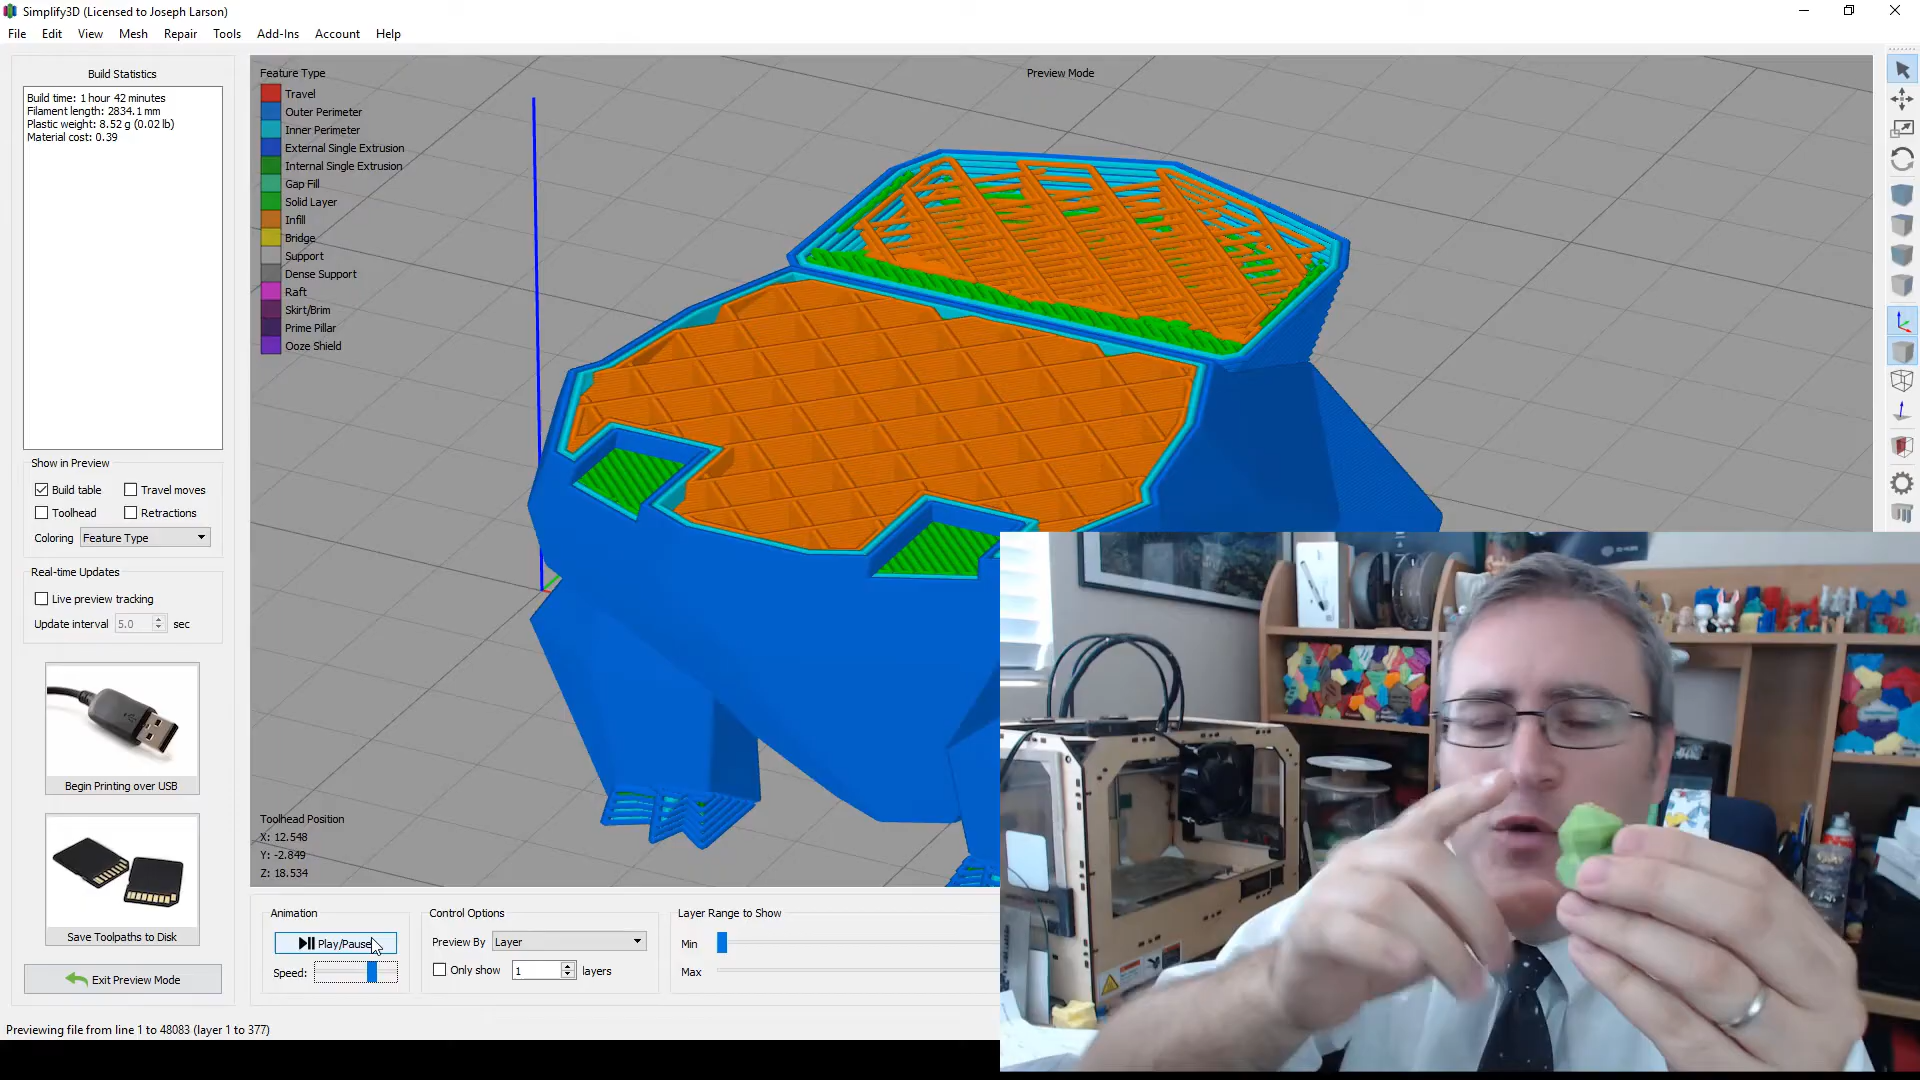 Simplify3D (Licensed to Joseph Larson)
File Edit View Mesh Repair Tools Add-Ins Account Help
Build Statistics
Build time: 1 hour 42 minutes
Filament length: 2834.1 mm
Plastic weight: 8.52 g (0.02 lb)
Material cost: 0.39
Show in Preview
Build table
Travel moves
Toolhead
Retractions
Coloring Feature Type
Real-time Updates
Live preview tracking
Update interval 5.0 sec
Begin Printing over USB
Save Toolpaths to Disk
Exit Preview Mode
Feature Type
Travel
Outer Perimeter
Inner Perimeter
External Single Extrusion
Internal Single Extrusion
Gap Fill
Solid Layer
Infill
Bridge
Support
Dense Support
Raft
Skirt/Brim
Prime Pillar
Ooze Shield
Preview Mode
Toolhead Position
X: 12.548
Y: -2.849
Z: 18.534
Animation
Play/Pause
Speed:
Control Options
Preview By Layer
Only show 1 layers
Layer Range to Show
Min
Max
Previewing file from line 1 to 48083 (layer 1 to 377)